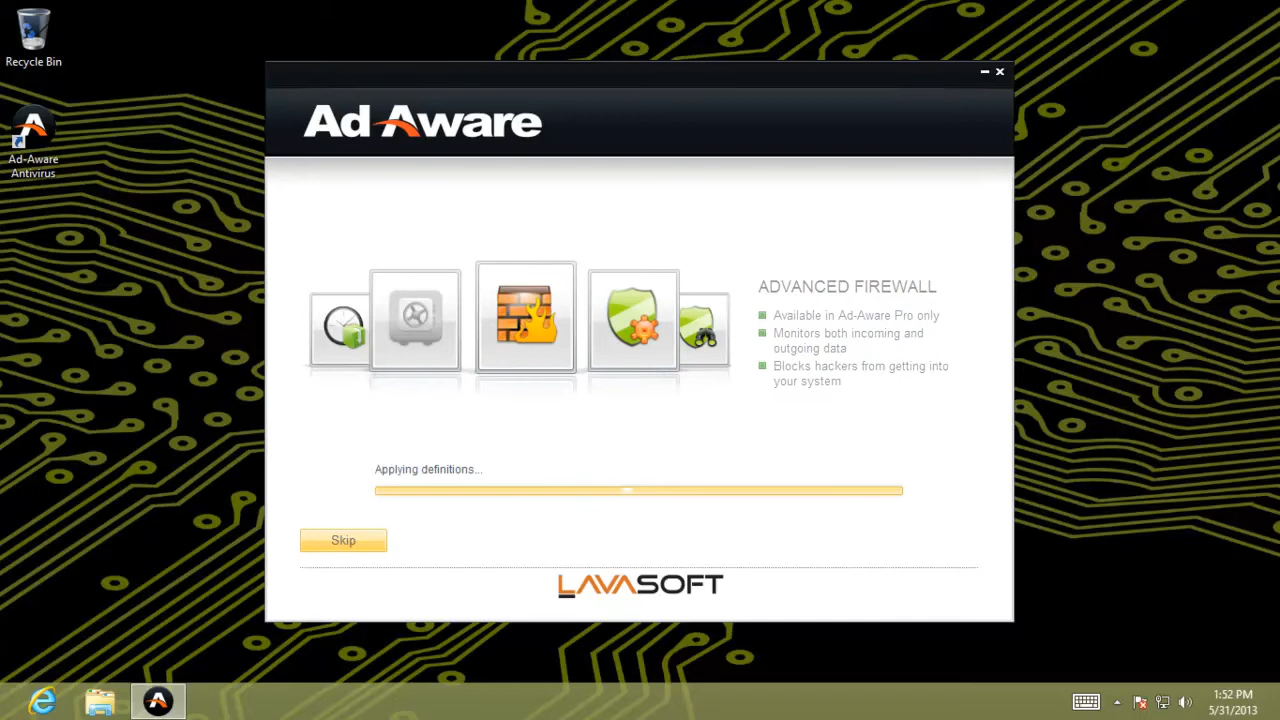 Recycle Bin
Ad-Aware
Antivirus
Ad-Aware
ADVANCED FIREWALL
Available in Ad-Aware Pro only
Monitors both incoming and
outgoing data
Blocks hackers from getting into
your system
Applying definitions...
Skip
LAVASOFT
1:52 PM
5/31/2013